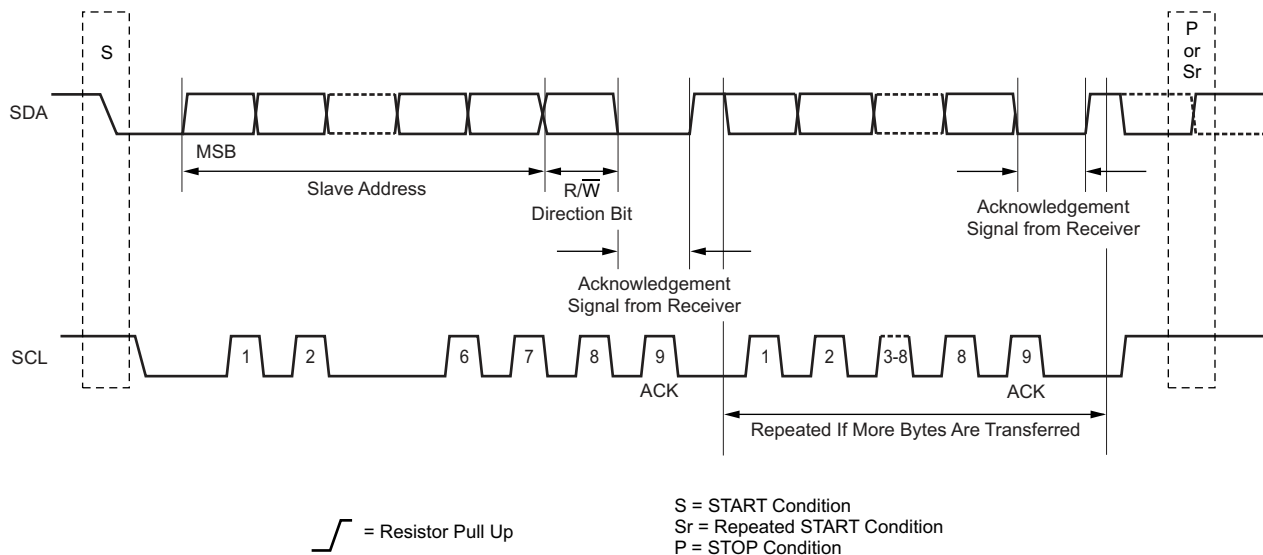 S
P
or
Sr
SDA
MSB
Slave Address
R/W̅
Direction Bit
Acknowledgement
Signal from Receiver
Acknowledgement
Signal from Receiver
SCL
1
2
6
7
8
9
1
2
3-8
8
9
ACK
ACK
Repeated If More Bytes Are Transferred
= Resistor Pull Up
S = START Condition
Sr = Repeated START Condition
P = STOP Condition